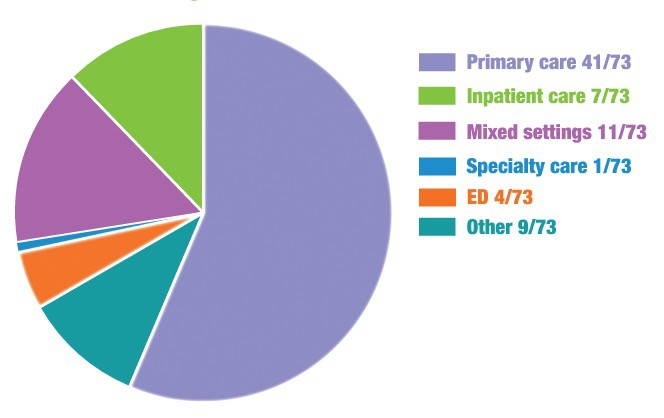 Primary care 41/73
Inpatient care 7/73
Mixed settings 11/73
Specialty care 1/73
ED 4/73
Other 9/73